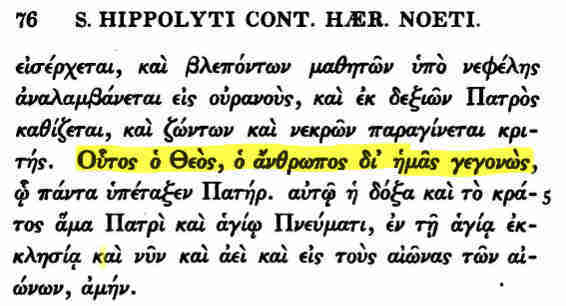 76 S. HIPPOLYTI CONT. HÆR. NOETI.
εἰσέρχεται, καὶ βλεπόντων μαθητῶν ὑπὸ νεφέλης
ἀναλαμβάνεται εἰς οὐρανοὺς, καὶ ἐκ δεξιῶν Πατρὸς
καθίζεται, καὶ ζώντων καὶ νεκρῶν παραγίνεται κρι-
τής. Οὗτος ὁ Θεὸς, ὁ ἄνθρωπος δι’ ἡμᾶς γεγονὼς,
ᾧ πάντα ὑπέταξεν Πατήρ. αὐτῷ ἡ δόξα καὶ τὸ κρά- 5
τος ἅμα Πατρὶ καὶ ἁγίῳ Πνεύματι, ἐν τῇ ἁγίᾳ ἐκ-
κλησίᾳ καὶ νῦν καὶ ἀεὶ καὶ εἰς τοὺς αἰῶνας τῶν αἰ-
ώνων, ἀμήν.